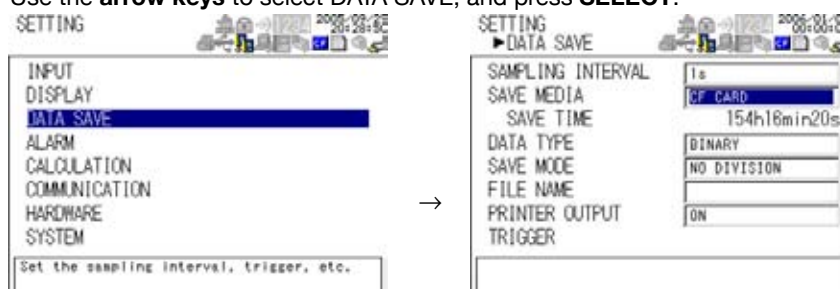 Use the arrow keys to select DATA SAVE, and press SELECT.
SETTING
INPUT
DISPLAY
DATA SAVE
ALARM
CALCULATION
COMMUNICATION
HARDWARE
SYSTEM
Set the sampling interval, trigger, etc.
→
SETTING
►DATA SAVE
SAMPLING INTERVAL 1s
SAVE MEDIA CF CARD
SAVE TIME 154h16min20s
DATA TYPE BINARY
SAVE MODE NO DIVISION
FILE NAME
PRINTER OUTPUT ON
TRIGGER